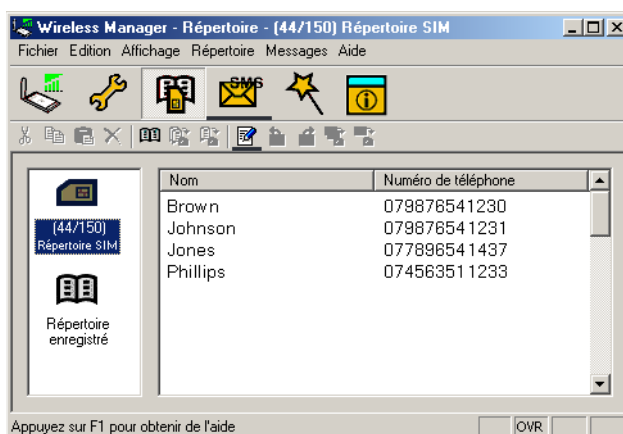 Wireless Manager - Répertoire - (44/150) Répertoire SIM
Fichier Edition Affichage Répertoire Messages Aide
SMS
(44/150)
Répertoire SIM
Répertoire
enregistré
Nom Numéro de téléphone
Brown 079876541230
Johnson 079876541231
Jones 077896541437
Phillips 074563511233
Appuyez sur F1 pour obtenir de l'aide OVR